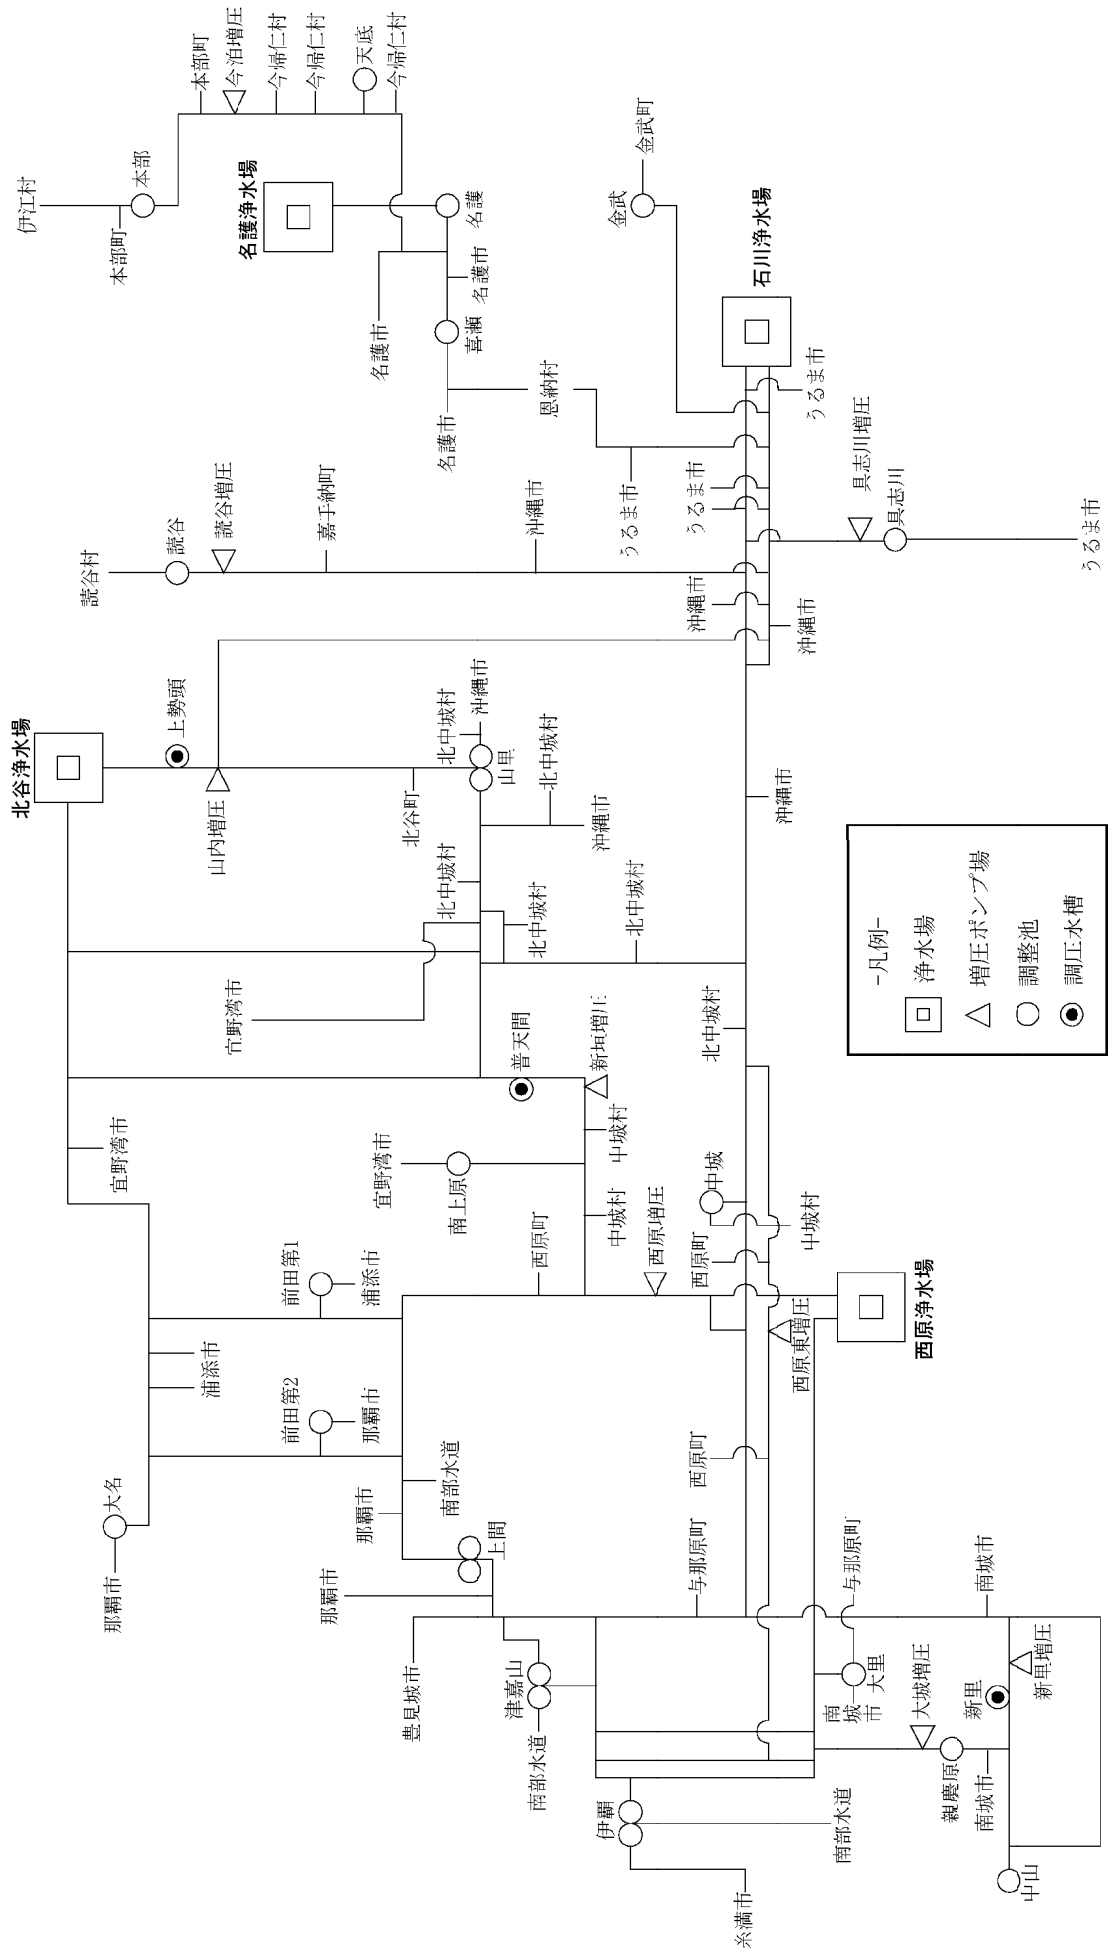 北谷浄水場
伊江村
読谷村
那覇市
大名
宜野湾市
本部町
本部
上勢頭
読谷
本部町
浦添市
山内増圧
読谷増圧
宜野湾市
名護浄水場
今泊増圧
今帰仁村
前田第2
前田第1
今帰仁村
那覇市
嘉手納町
那覇市
那覇市
浦添市
天底
宜野湾市
名護市
今帰仁村
豊見城市
北谷町
南部水道
北中城村
北中城村
名護市
南上原
沖縄市
喜瀬
名護市
名護
上間
山里
津嘉山
普天間
南部水道
西原町
北中城村
沖縄市
北中城村
恩納村
伊覇
新垣増圧
沖縄市
中城村
中城村
金武
北中城村
うるま市
金武町
西原増圧
西原町
与那原町
西原町
沖縄市
うるま市
うるま市
北中城村
中城
糸満市
石川浄水場
沖縄市
西原東増圧
中城村
沖縄市
うるま市
南部水道
南城市
与那原町
大里
具志川増圧
具志川
大城増圧
西原浄水場
親慶原
南城市
新里
南城市
中山
新里増圧
うるま市
-凡例-
浄水場
増圧ポンプ場
調整池
調圧水槽